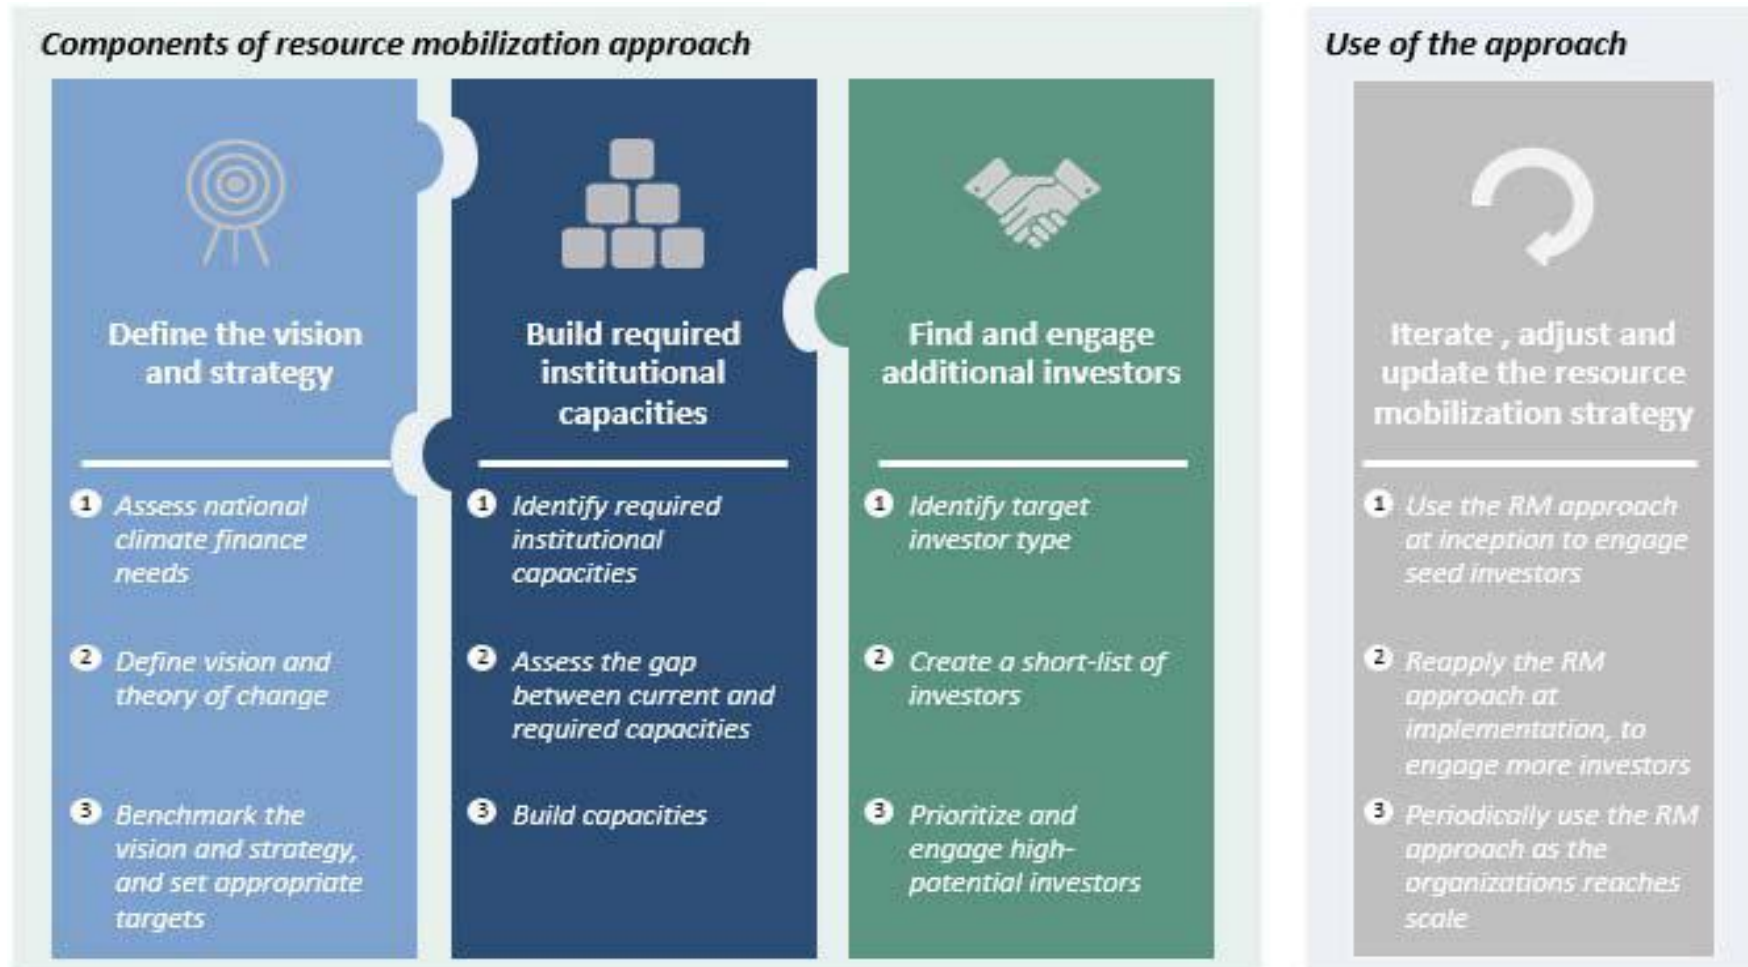 Components of resource mobilization approach
Define the vision
and strategy
1 Assess national
climate finance
needs
2 Define vision and
theory of change
3 Benchmark the
vision and strategy,
and set appropriate
targets
Build required
institutional
capacities
1 Identify required
institutional
capacities
2 Assess the gap
between current and
required capacities
3 Build capacities
Find and engage
additional investors
1 Identify target
investor type
2 Create a short-list of
investors
3 Prioritize and
engage high-
potential investors
Use of the approach
Iterate , adjust and
update the resource
mobilization strategy
1 Use the RM approach
at inception to engage
seed investors
2 Reapply the RM
approach at
implementation, to
engage more investors
3 Periodically use the RM
approach as the
organizations reaches
scale